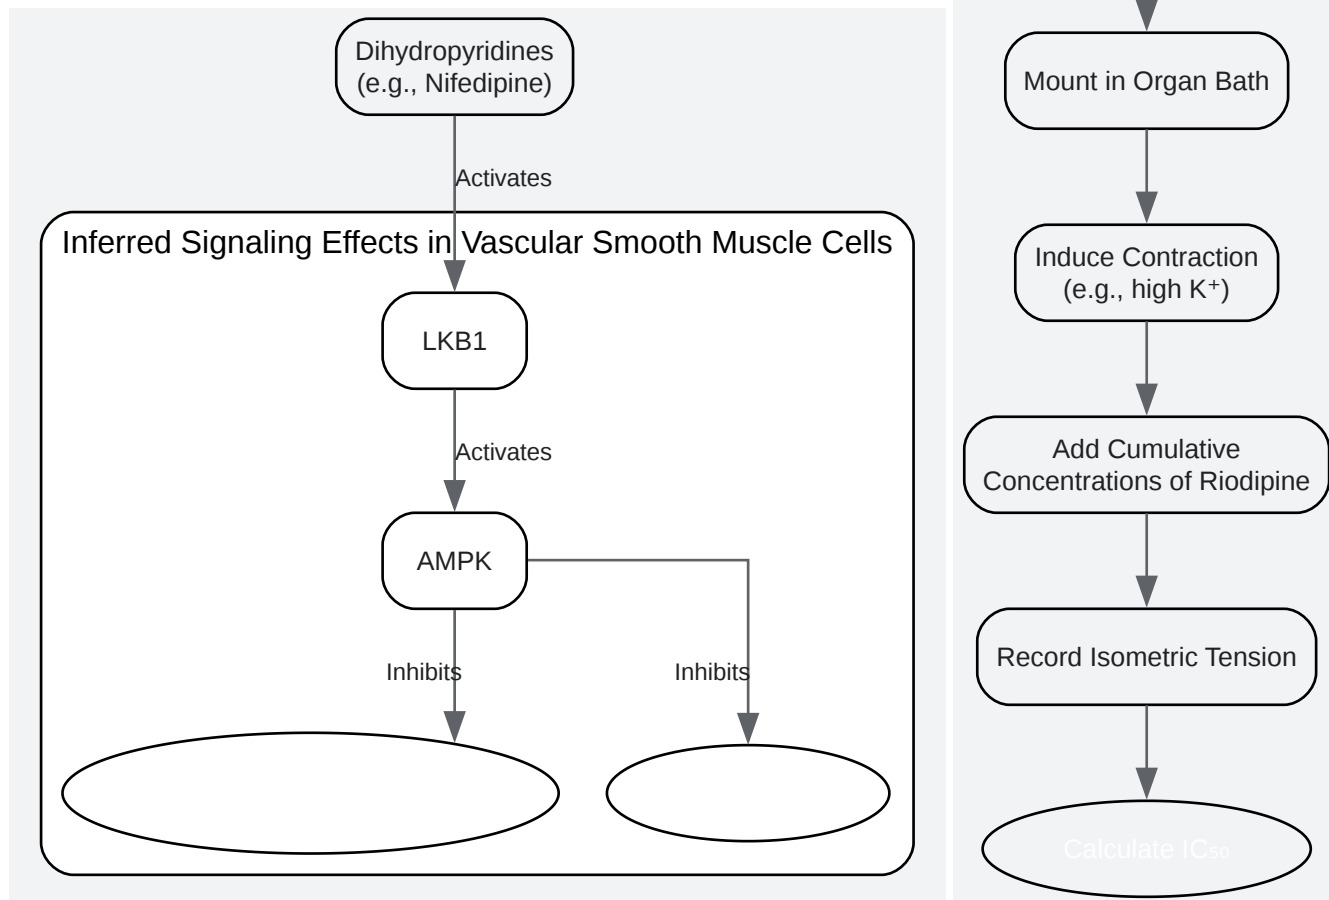 Dihydropyridines
(e.g., Nifedipine)
Activates
Inferred Signaling Effects in Vascular Smooth Muscle Cells
LKB1
Activates
AMPK
Inhibits
Inhibits
Mount in Organ Bath
Induce Contraction
(e.g., high K⁺)
Add Cumulative
Concentrations of Riodipine
Record Isometric Tension
Calculate IC₅₀